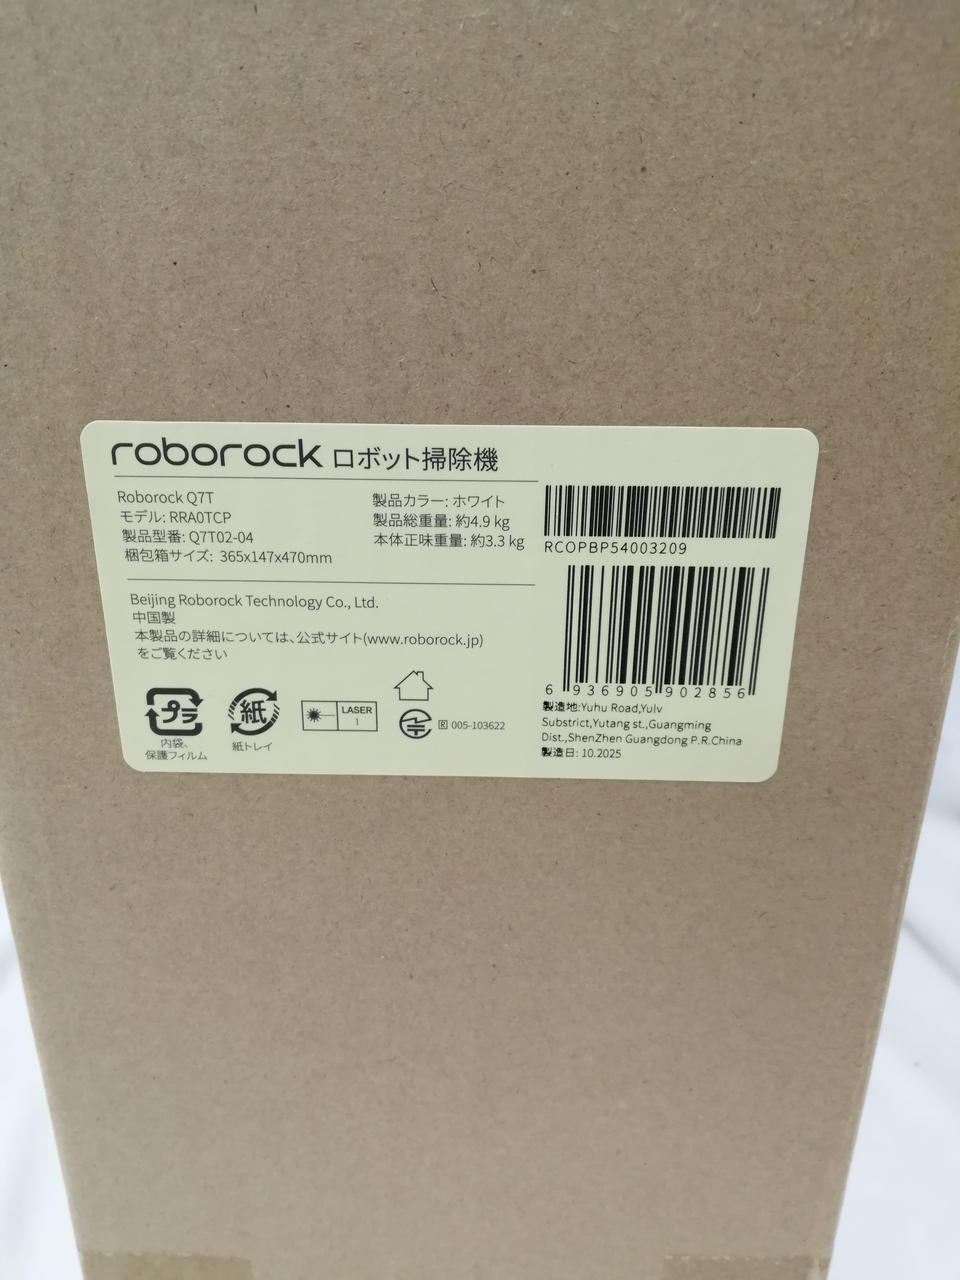 roborock ロボット掃除機
Roborock Q7T
モデル: RRA0TCP
製品型番: Q7T02-04
梱包箱サイズ: 365x147x470mm
製品カラー: ホワイト
製品総重量: 約4.9 kg
本体正味重量: 約3.3 kg
Beijing Roborock Technology Co., Ltd.
中国製
本製品の詳細については、公式サイト(www.roborock.jp)
をご覧ください
プラ
内袋、
保護フィルム
紙
紙トレイ
LASER
1
R 005-103622
RCOPBP54003209
6 936905 902856
製造地:Yuhu Road,Yulv
Substrict,Yutang st.,Guangming
Dist.,ShenZhen Guangdong P.R.China
製造日: 10.2025